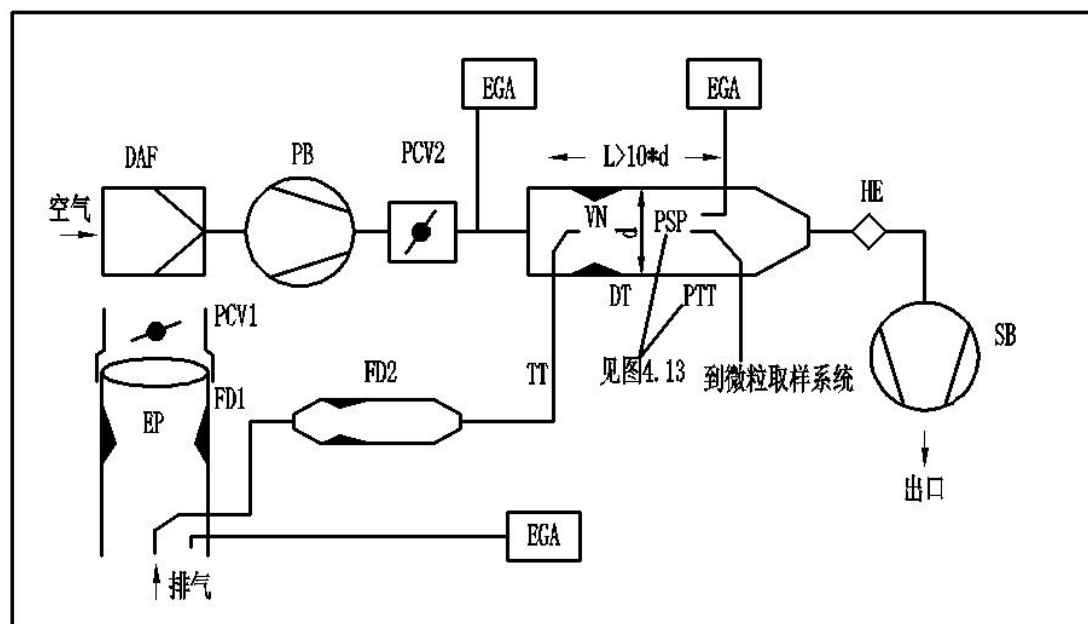 EGA
EGA
DAF
PB
PCV2
L>10*d
HE
空气
VN
d
PSP
DT
PTT
SB
PCV1
TT
见图4.13
到微粒取样系统
FD2
FD1
EP
出口
EGA
排气